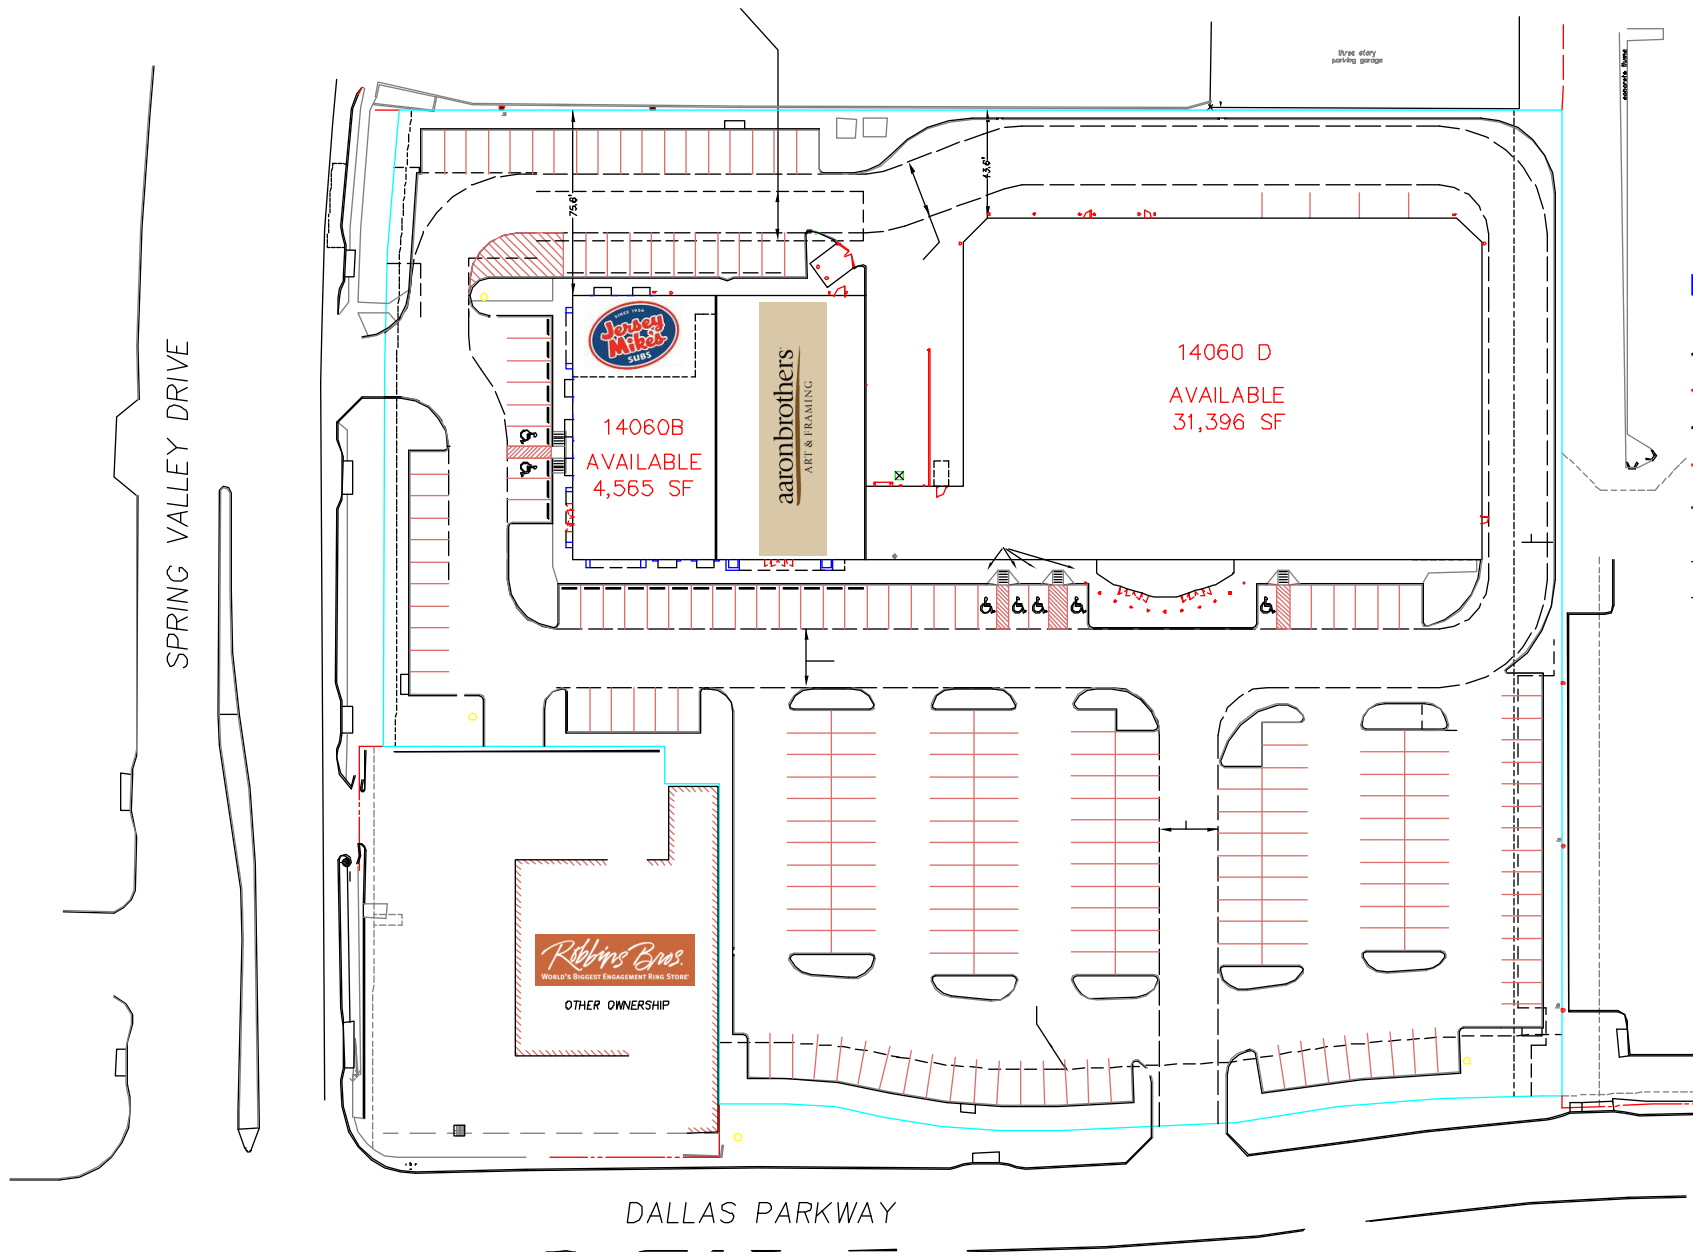 three story
parking garage
concrete flume
75.6'
43.6'
SINCE 1956
Jersey
Mike's
SUBS
aaronbrothers
ART & FRAMING
14060B
AVAILABLE
4,565 SF
14060 D
AVAILABLE
31,396 SF
SPRING VALLEY DRIVE
Robbins Bros.
WORLD'S BIGGEST ENGAGEMENT RING STORE
OTHER OWNERSHIP
DALLAS PARKWAY